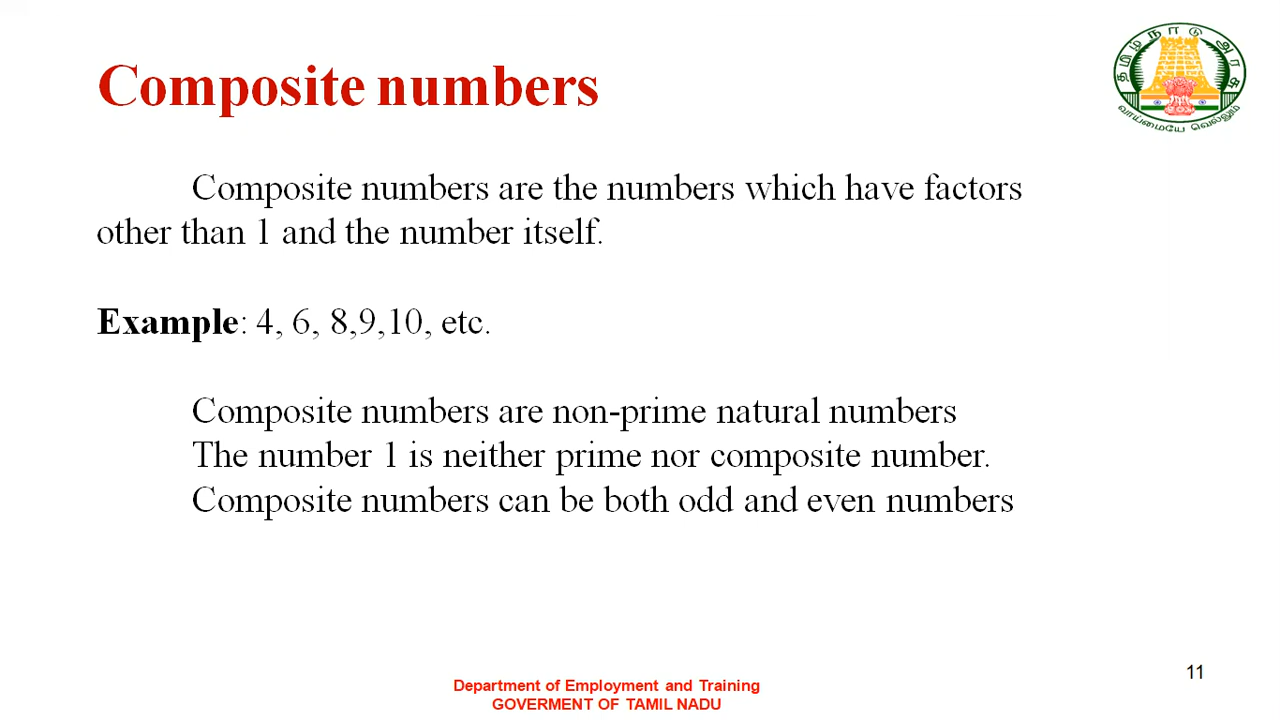 தமிழ்நாடு அரசு
வாய்மையே வெல்லும்
Composite numbers
Composite numbers are the numbers which have factors
other than 1 and the number itself.
Example: 4, 6, 8,9,10, etc.
Composite numbers are non-prime natural numbers
The number 1 is neither prime nor composite number.
Composite numbers can be both odd and even numbers
11
Department of Employment and Training
GOVERMENT OF TAMIL NADU